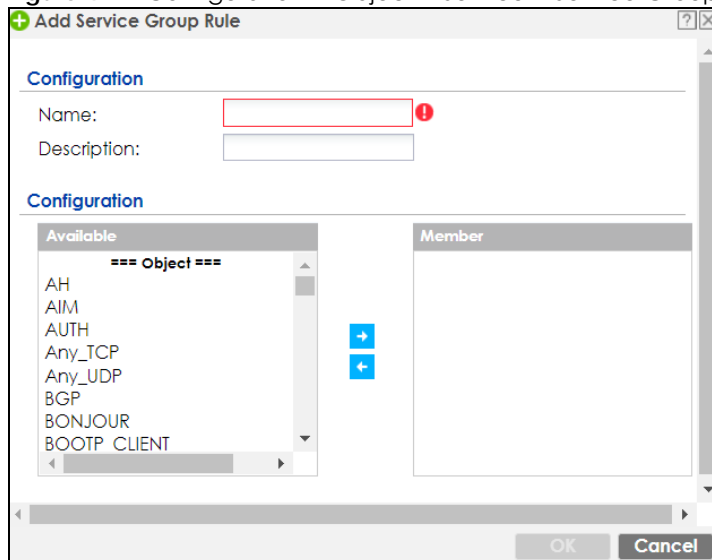 Add Service Group Rule
?
Configuration
Name:
!
Description:
Configuration
Available
Member
=== Object ===
AH
AIM
AUTH
Any_TCP
Any_UDP
BGP
BONJOUR
BOOTP_CLIENT
OK
Cancel